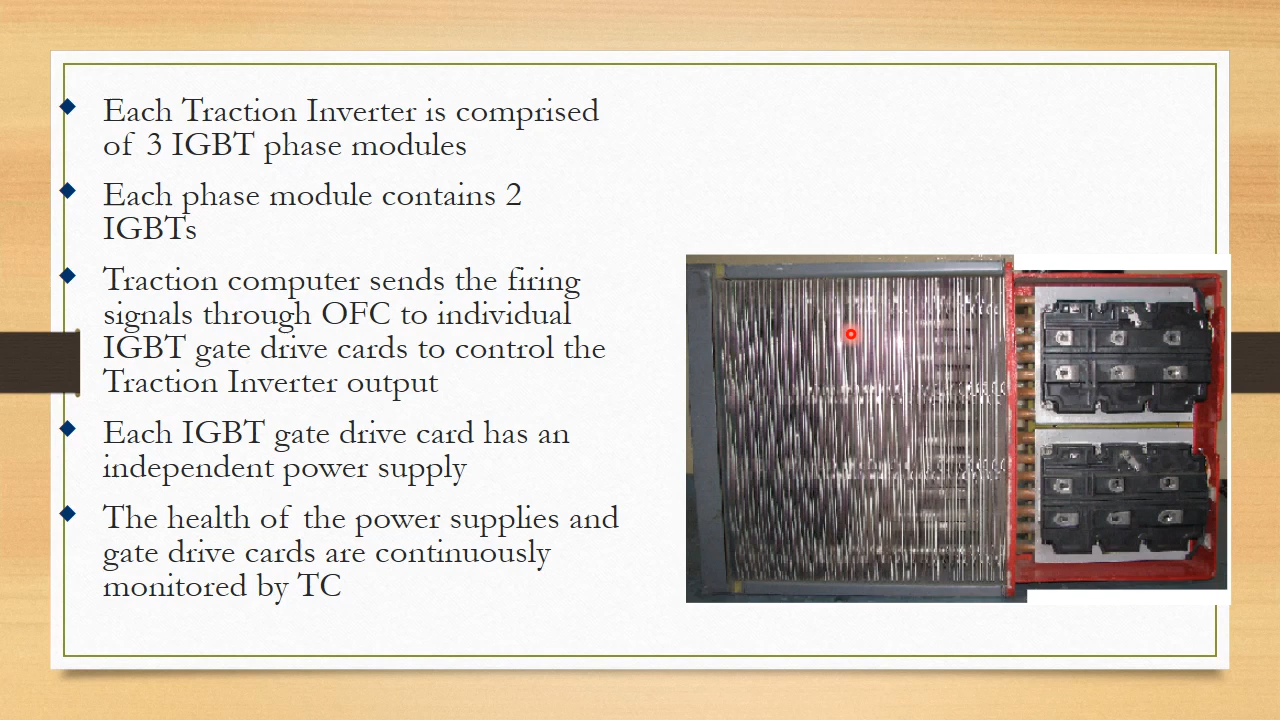 Each Traction Inverter is comprised
of 3 IGBT phase modules
Each phase module contains 2
IGBTs
Traction computer sends the firing
signals through OFC to individual
IGBT gate drive cards to control the
Traction Inverter output
Each IGBT gate drive card has an
independent power supply
The health of the power supplies and
gate drive cards are continuously
monitored by TC